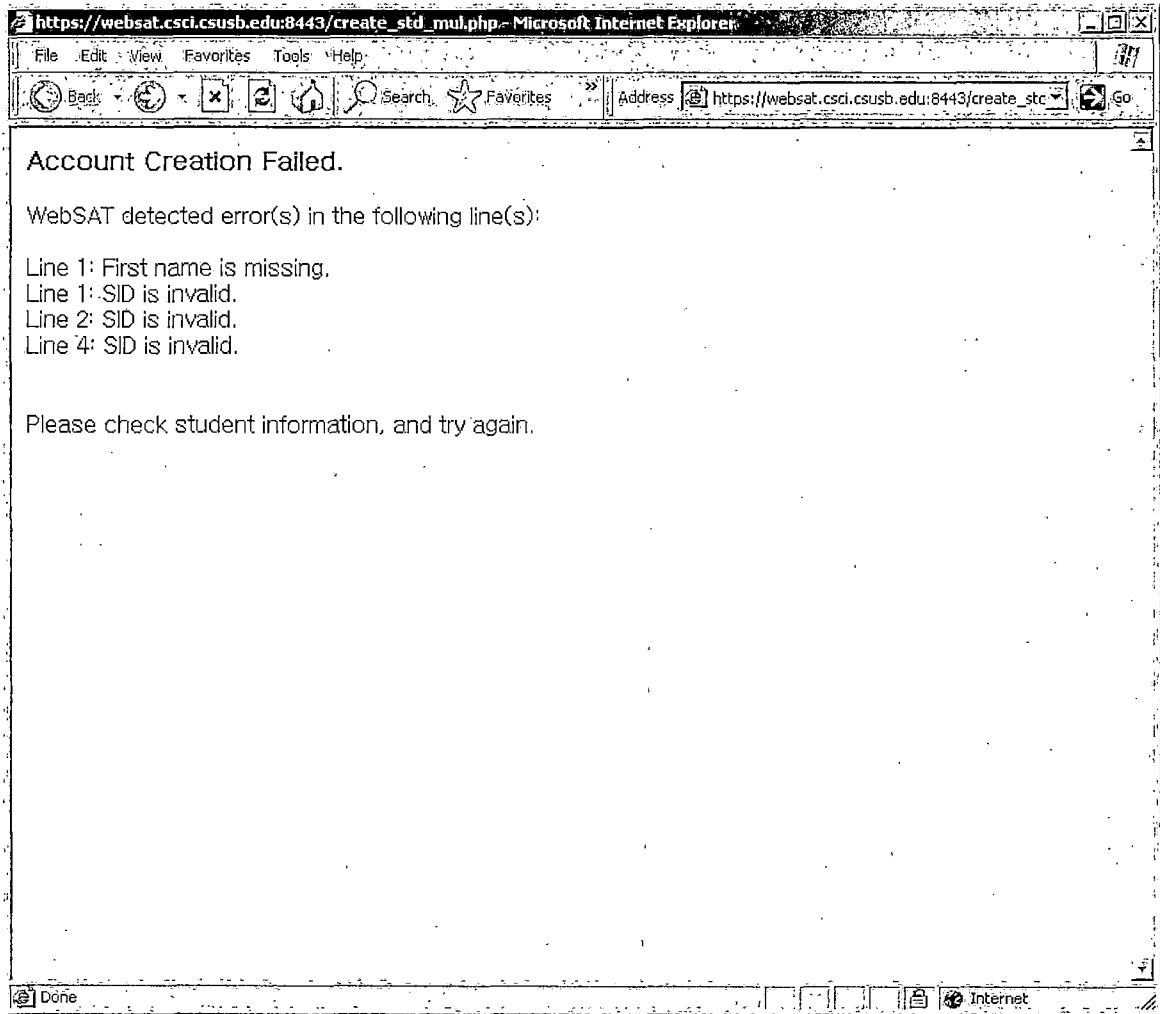 https://websat.csci.csusb.edu:8443/create_std_mul.php - Microsoft Internet Explorer
File Edit View Favorites Tools Help
Back Search Favorites » Address https://websat.csci.csusb.edu:8443/create_stc Go
Account Creation Failed.
WebSAT detected error(s) in the following line(s):
Line 1: First name is missing.
Line 1: SID is invalid.
Line 2: SID is invalid.
Line 4: SID is invalid.
Please check student information, and try again.
Done Internet